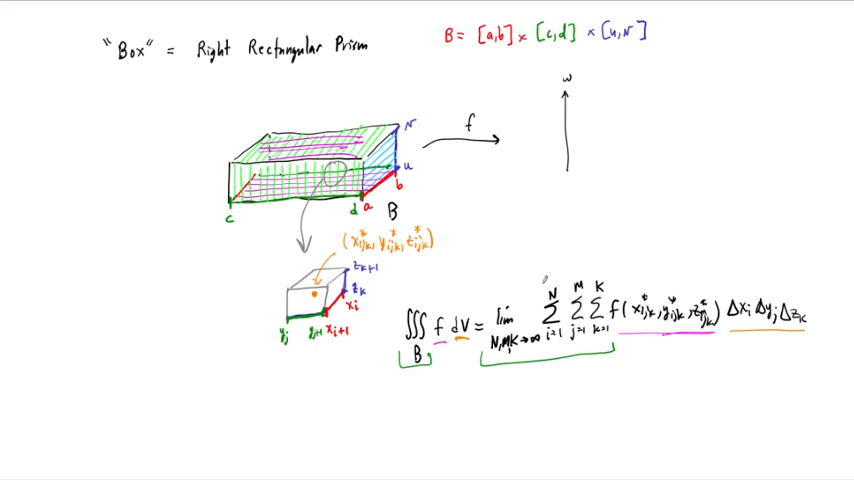 "Box" = Right Rectangular Prism
B = [a,b] × [c,d] × [u,v]
w
f
v
u
b
a
d
c
B
(x*ijk, y*ijk, z*ijk)
zk+1
zk
xi
xi+1
yj
yj+1
∭B f dV = lim N,M,K→∞ ∑i=1^N ∑j=1^M ∑k=1^K f(x*ijk, y*ijk, z*ijk) Δxi Δyj Δzk